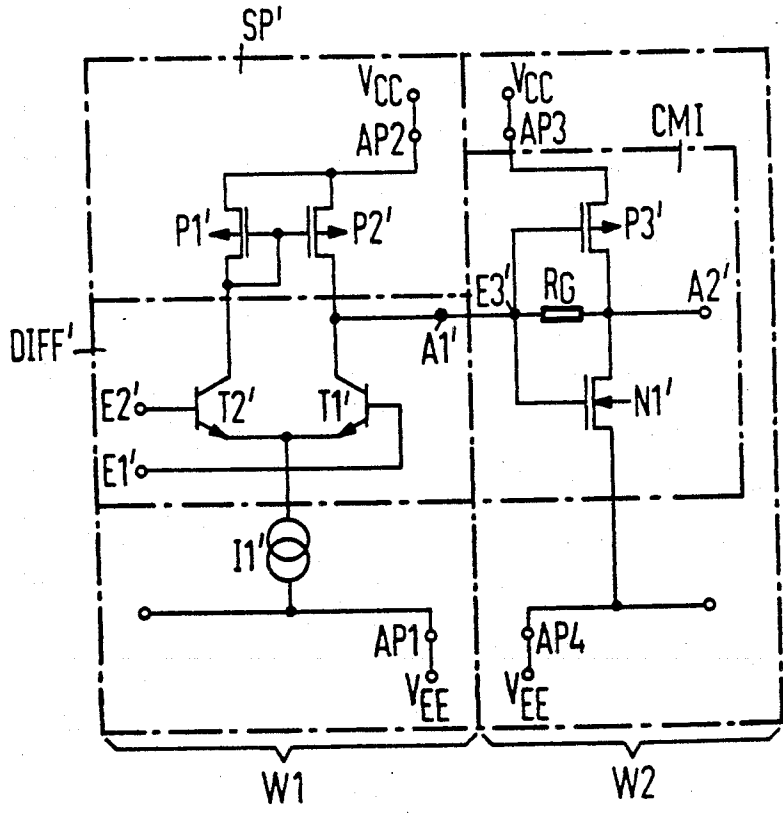 SP'
VCC
VCC
AP2
AP3
CMI
P1'
P2'
P3'
E3'
RG
A2'
DIFF'
A1'
E2'
T2'
T1'
N1'
E1'
I1'
AP1
AP4
VEE
VEE
W1
W2